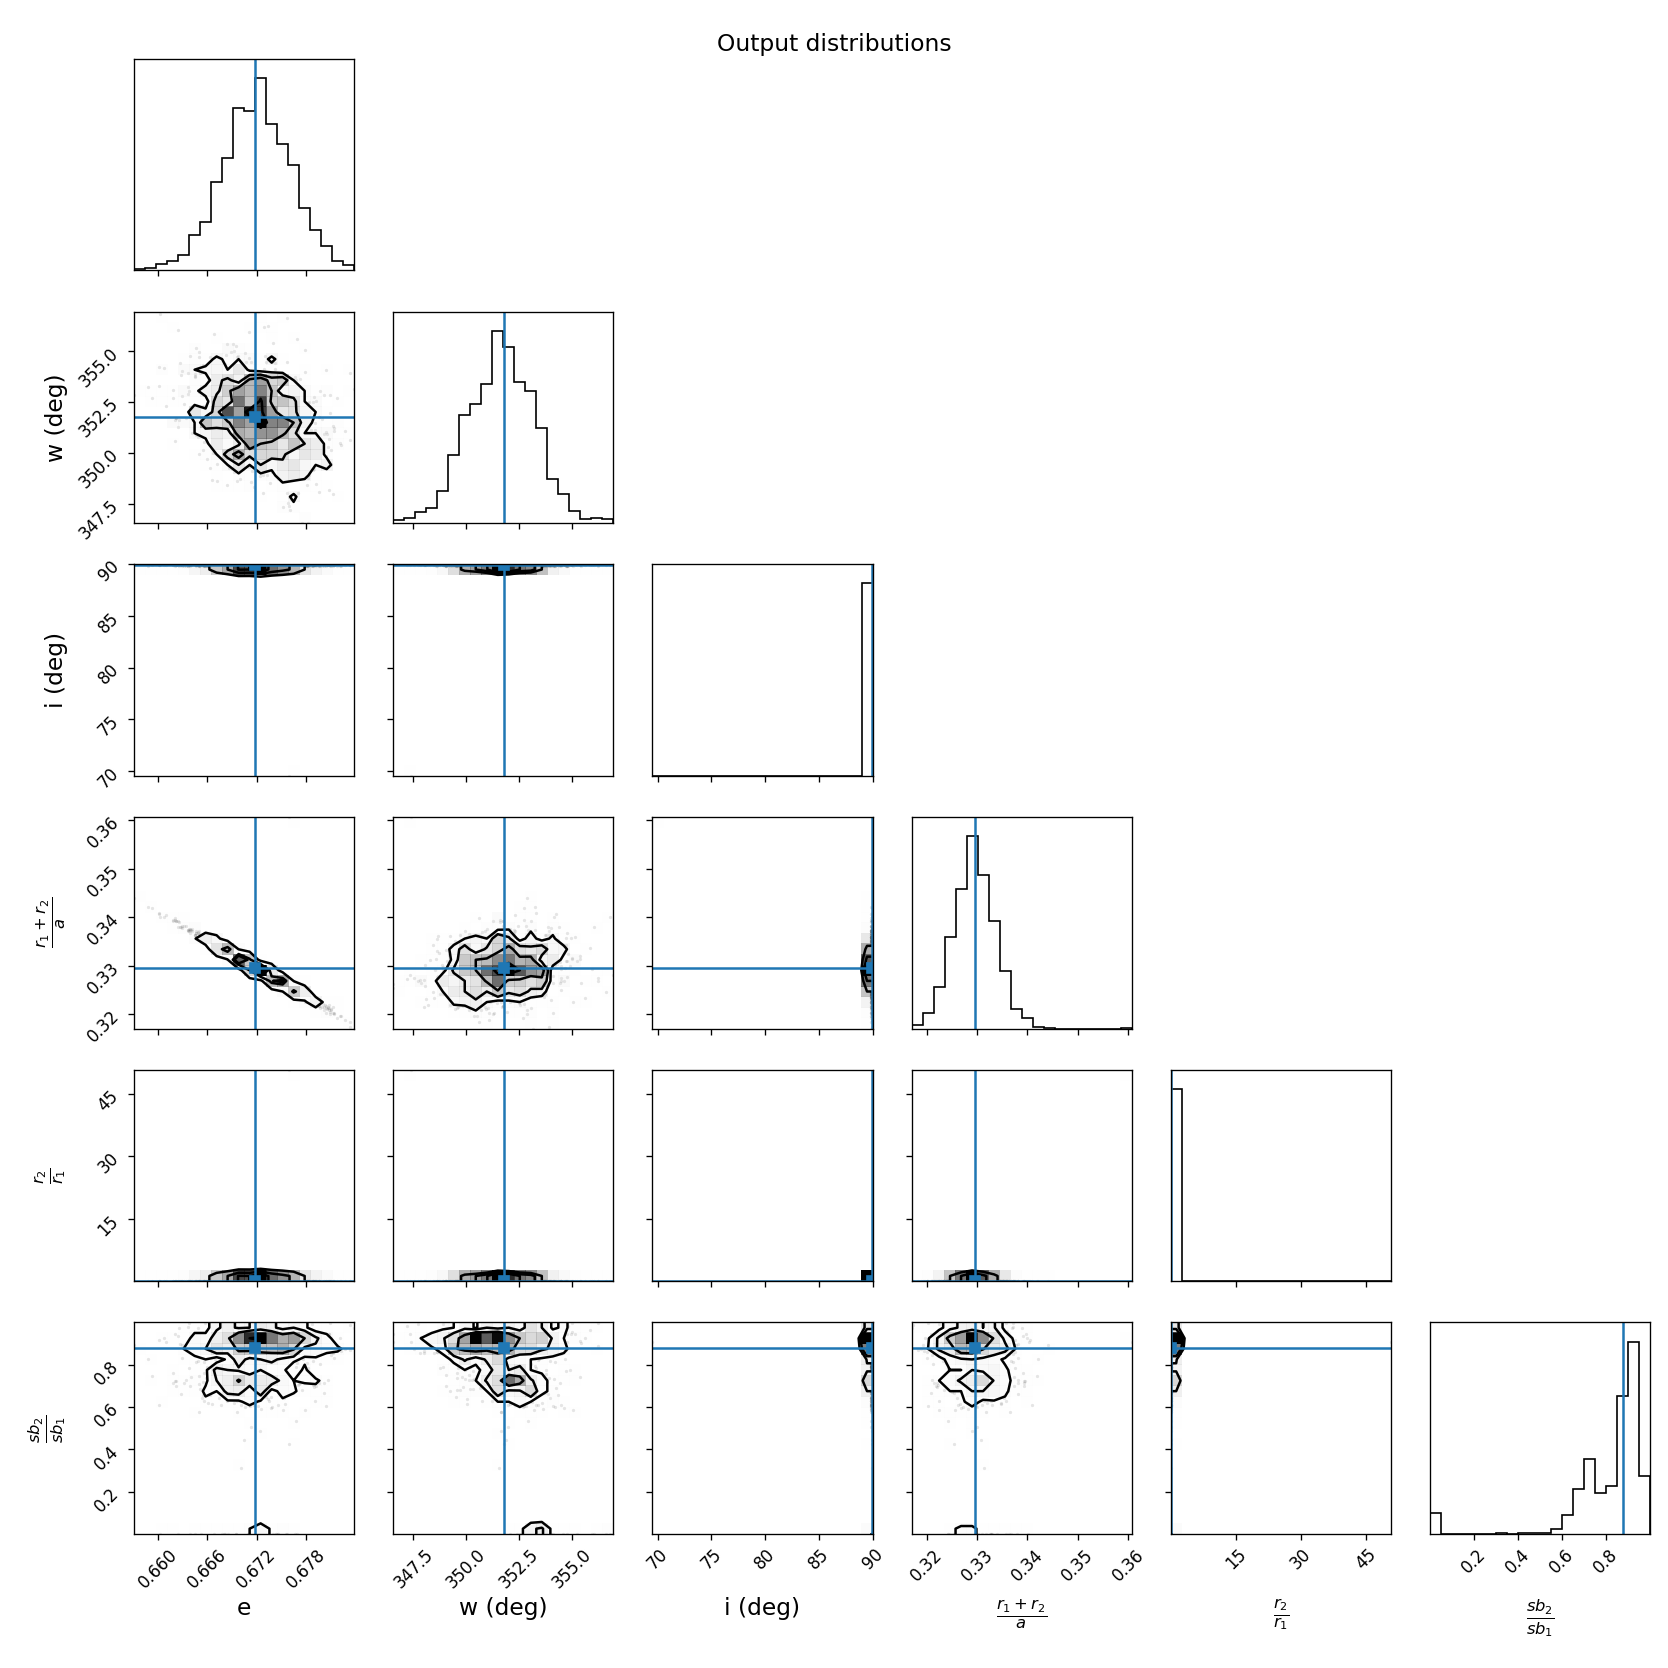 Output distributions
w (deg)
355.0
352.5
350.0
347.5
i (deg)
90
85
80
75
70
r₁ + r₂
a
0.36
0.35
0.34
0.33
0.32
r₂
r₁
45
30
15
sb₂
sb₁
0.8
0.6
0.4
0.2
0.660 0.666 0.672 0.678
347.5 350.0 352.5 355.0
70 75 80 85 90
0.32 0.33 0.34 0.35 0.36
15 30 45
0.2 0.4 0.6 0.8
e
w (deg)
i (deg)
r₁ + r₂
a
r₂
r₁
sb₂
sb₁